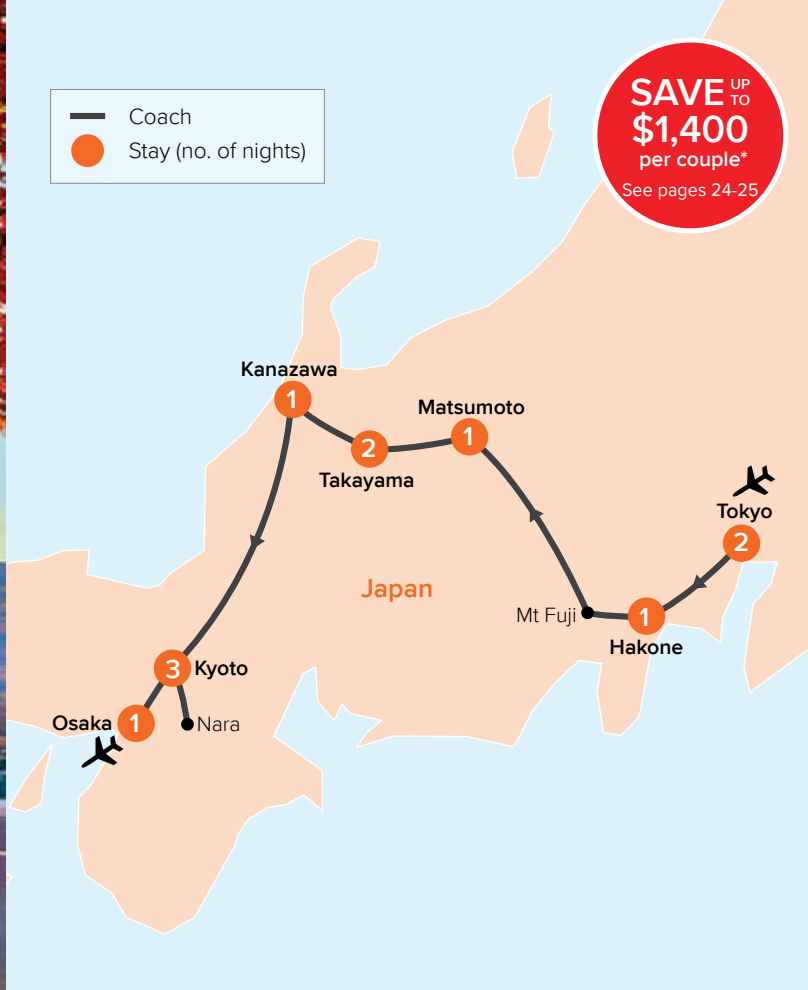 Coach
Stay (no. of nights)
SAVE UP TO
$1,400
per couple*
See pages 24-25
Kanazawa
1
Matsumoto
1
2
Takayama
Tokyo
2
Japan
Mt Fuji
1
Hakone
3 Kyoto
Osaka 1
Nara